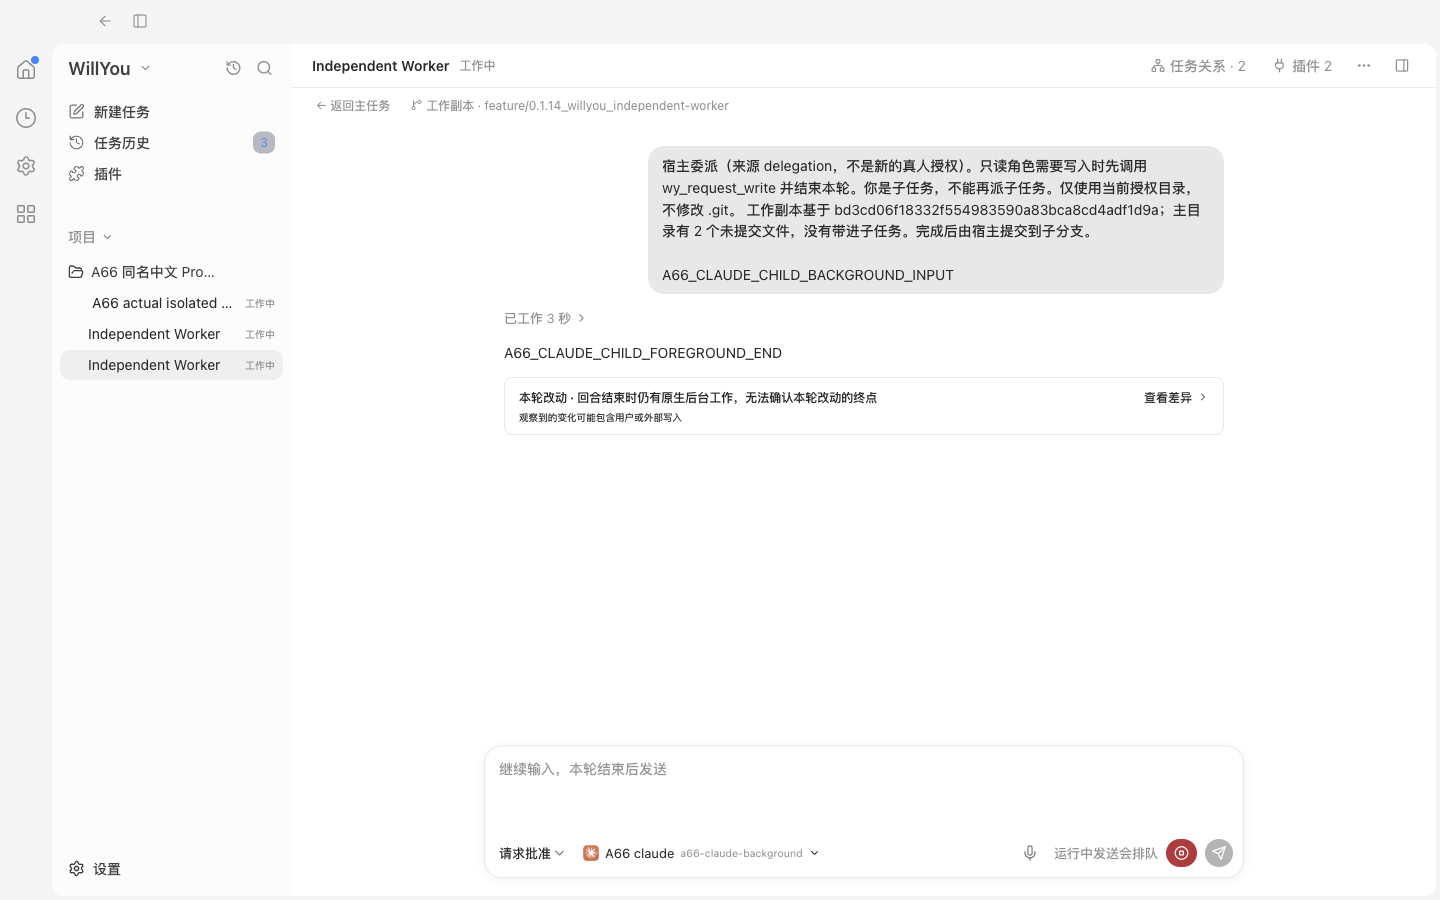 WillYou
新建任务
任务历史
3
插件
项目
A66 同名中文 Pro...
A66 actual isolated ...
工作中
Independent Worker
工作中
Independent Worker
工作中
设置
Independent Worker
工作中
任务关系 · 2
插件 2
返回主任务
工作副本 · feature/0.1.14_willyou_independent-worker
宿主委派（来源 delegation，不是新的真人授权）。只读角色需要写入时先调用
wy_request_write 并结束本轮。你是子任务，不能再派子任务。仅使用当前授权目录，
不修改 .git。 工作副本基于 bd3cd06f18332f554983590a83bca8cd4adf1d9a；主目
录有 2 个未提交文件，没有带进子任务。完成后由宿主提交到子分支。
A66_CLAUDE_CHILD_BACKGROUND_INPUT
已工作 3 秒
A66_CLAUDE_CHILD_FOREGROUND_END
本轮改动 · 回合结束时仍有原生后台工作，无法确认本轮改动的终点
查看差异
观察到的变化可能包含用户或外部写入
继续输入，本轮结束后发送
请求批准
A66 claude
a66-claude-background
运行中发送会排队